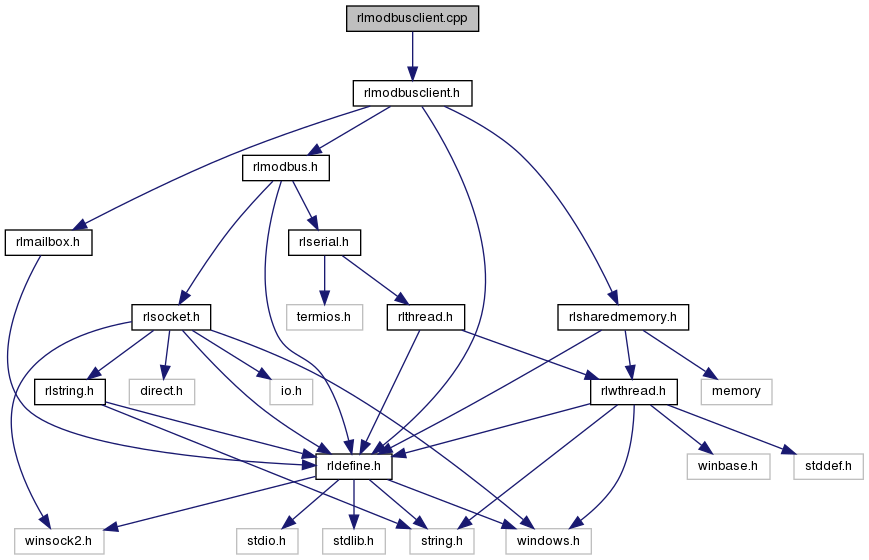 rlmodbusclient.cpp
rlmodbusclient.h
rlmodbus.h
rlmailbox.h
rlserial.h
rlsocket.h
termios.h
rlthread.h
rlsharedmemory.h
rlstring.h
direct.h
io.h
rlwthread.h
memory
rldefine.h
winbase.h
stddef.h
winsock2.h
stdio.h
stdlib.h
string.h
windows.h